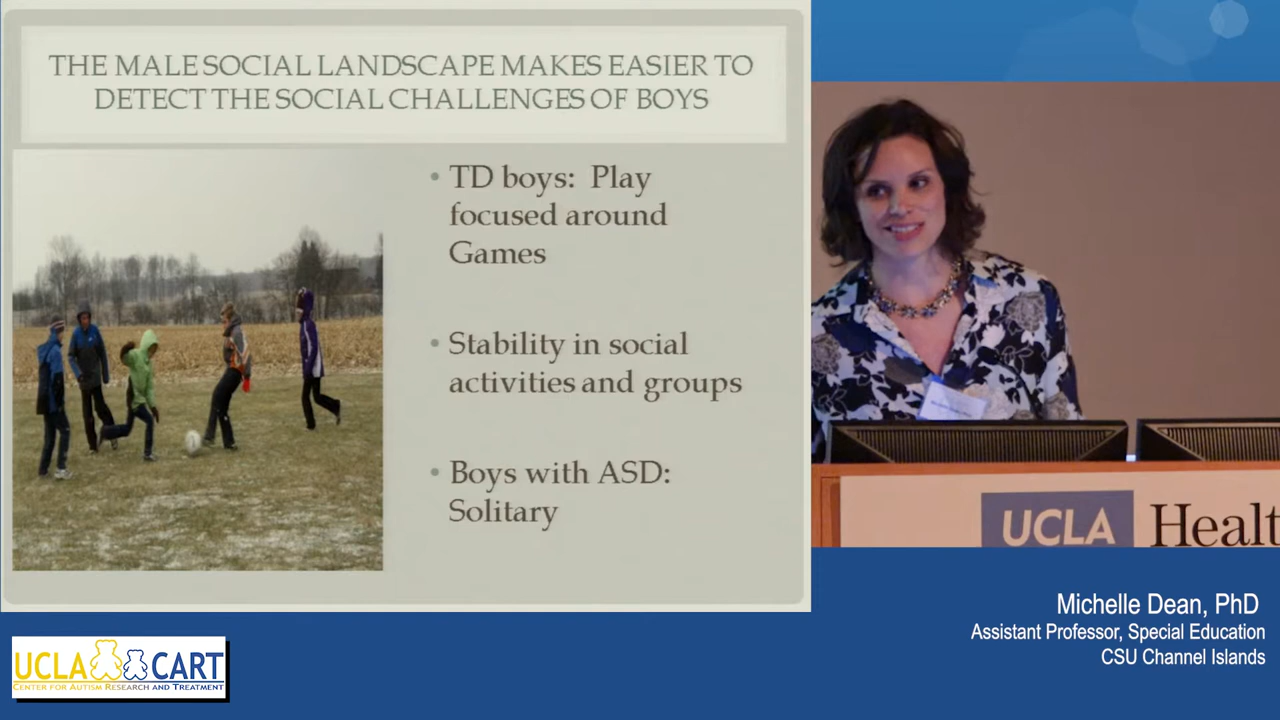 THE MALE SOCIAL LANDSCAPE MAKES EASIER TO
DETECT THE SOCIAL CHALLENGES OF BOYS
• TD boys: Play
focused around
Games
• Stability in social
activities and groups
• Boys with ASD:
Solitary
UCLA Healt
Michelle Dean, PhD
Assistant Professor, Special Education
CSU Channel Islands
UCLA CART
CENTER FOR AUTISM RESEARCH AND TREATMENT